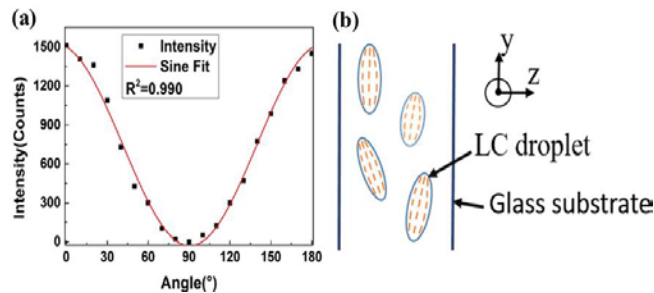 (a)
1500
1200
900
600
300
0
Intensity(Counts)
Intensity
Sine Fit
R²=0.990
0 30 60 90 120 150 180
Angle(°)
(b)
y
z
LC droplet
Glass substrate